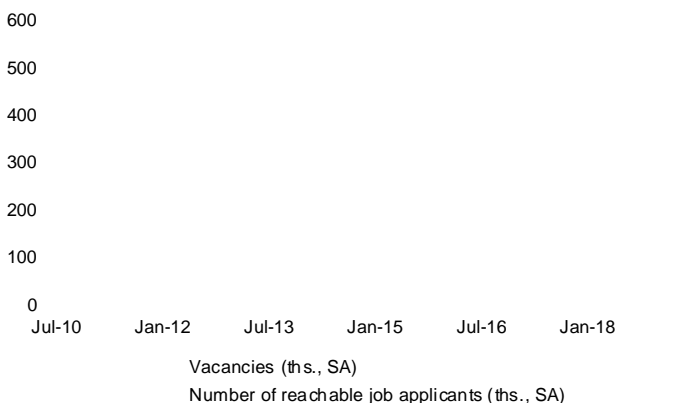 600
500
400
300
200
100
0
Jul-10 Jan-12 Jul-13 Jan-15 Jul-16 Jan-18
Vacancies (ths., SA)
Number of reachable job applicants (ths., SA)